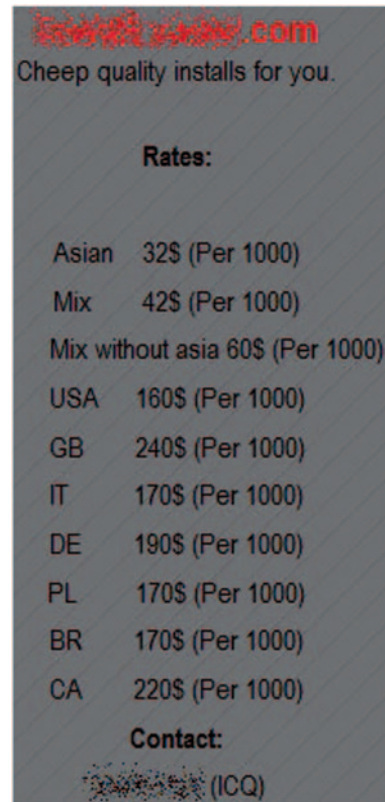 .com
Cheep quality installs for you.
Rates:
Asian 32$ (Per 1000)
Mix 42$ (Per 1000)
Mix without asia 60$ (Per 1000)
USA 160$ (Per 1000)
GB 240$ (Per 1000)
IT 170$ (Per 1000)
DE 190$ (Per 1000)
PL 170$ (Per 1000)
BR 170$ (Per 1000)
CA 220$ (Per 1000)
Contact:
(ICQ)